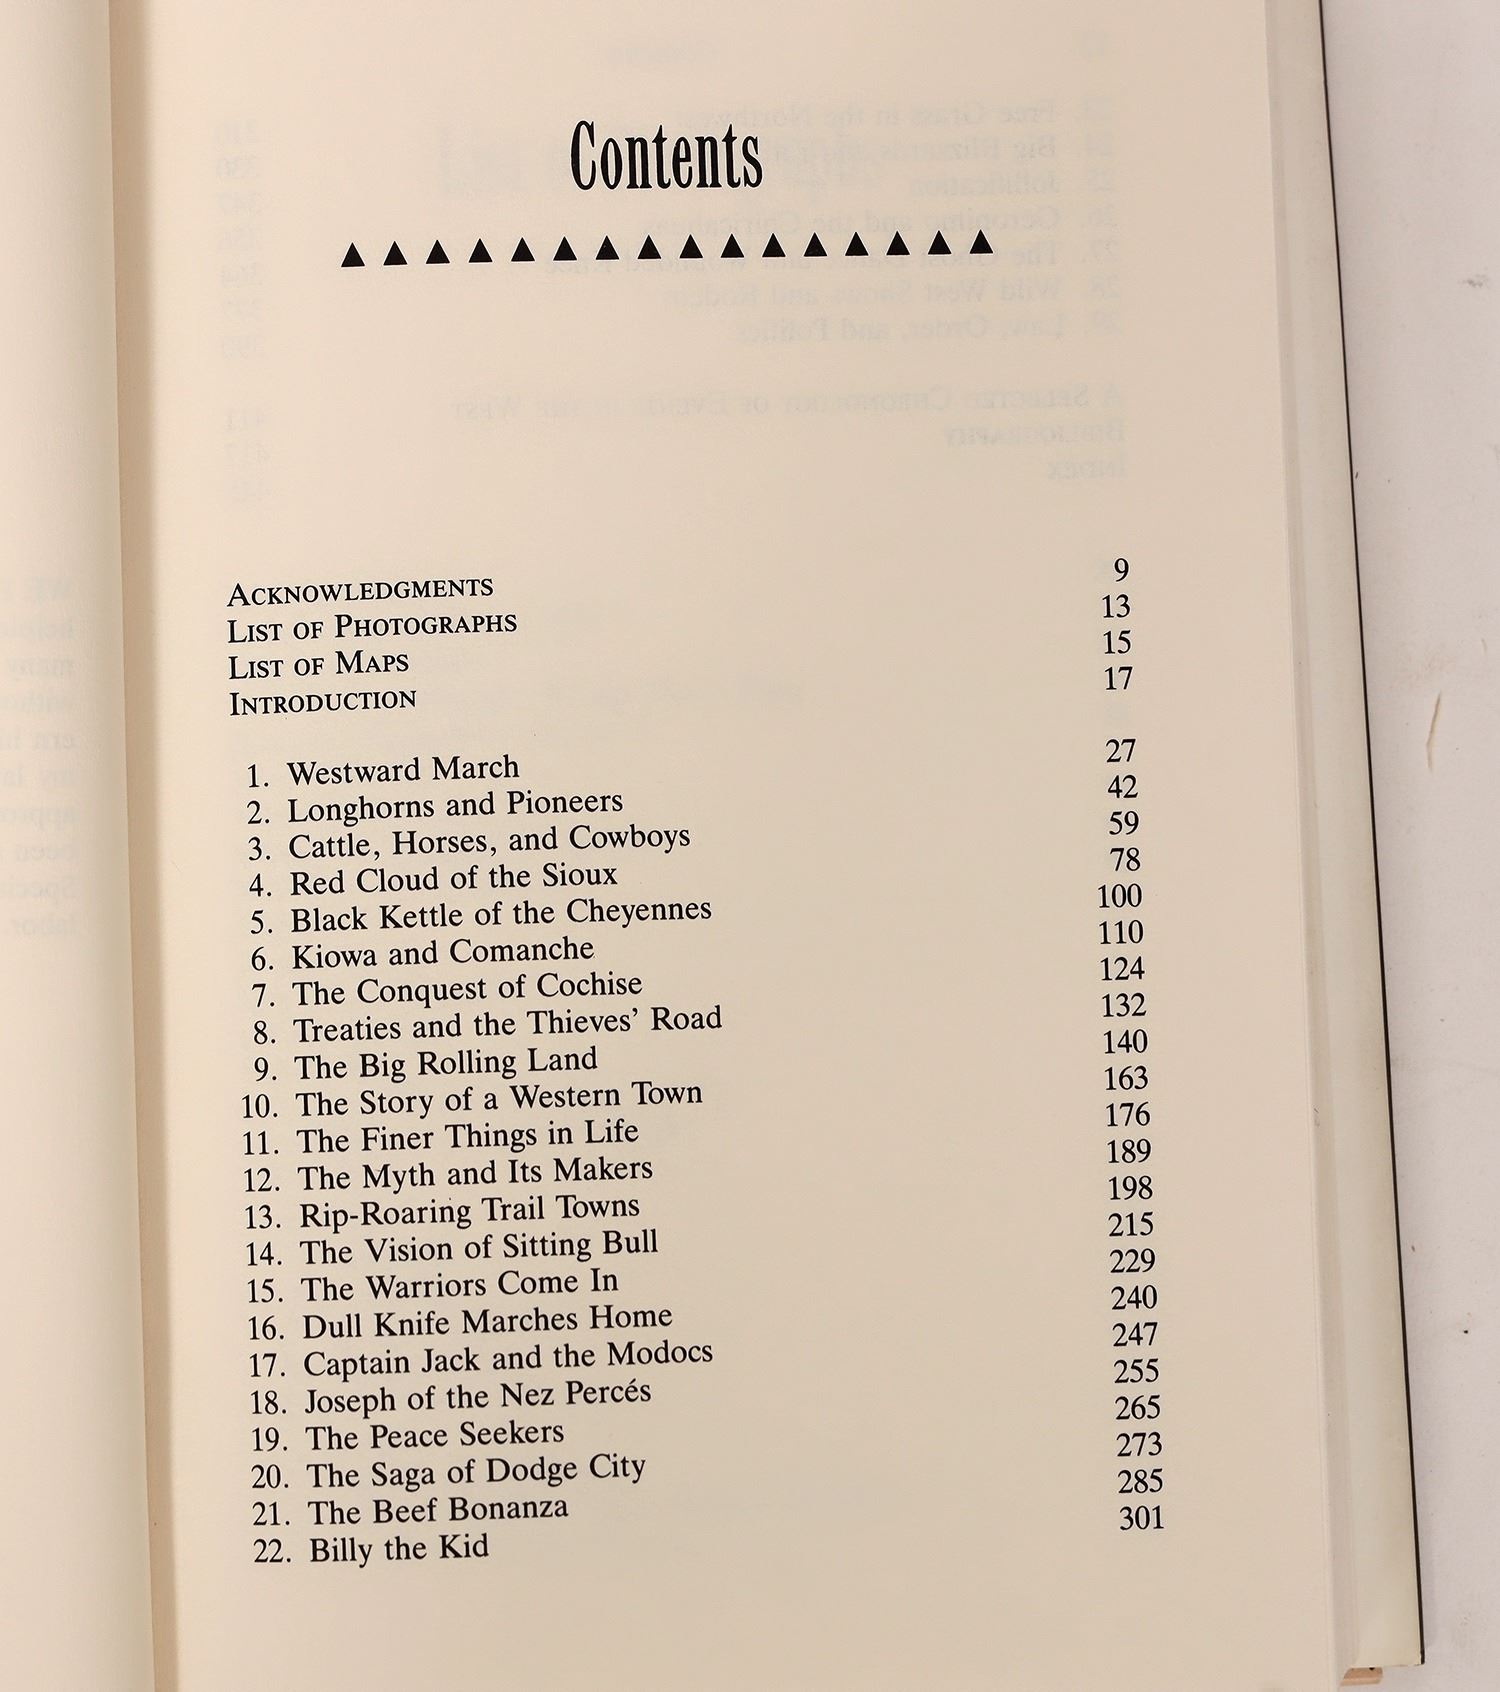 Contents
ACKNOWLEDGMENTS 9
LIST OF PHOTOGRAPHS 13
LIST OF MAPS 15
INTRODUCTION 17
1. Westward March 27
2. Longhorns and Pioneers 42
3. Cattle, Horses, and Cowboys 59
4. Red Cloud of the Sioux 78
5. Black Kettle of the Cheyennes 100
6. Kiowa and Comanche 110
7. The Conquest of Cochise 124
8. Treaties and the Thieves’ Road 132
9. The Big Rolling Land 140
10. The Story of a Western Town 163
11. The Finer Things in Life 176
12. The Myth and Its Makers 189
13. Rip-Roaring Trail Towns 198
14. The Vision of Sitting Bull 215
15. The Warriors Come In 229
16. Dull Knife Marches Home 240
17. Captain Jack and the Modocs 247
18. Joseph of the Nez Percés 255
19. The Peace Seekers 265
20. The Saga of Dodge City 273
21. The Beef Bonanza 285
22. Billy the Kid 301